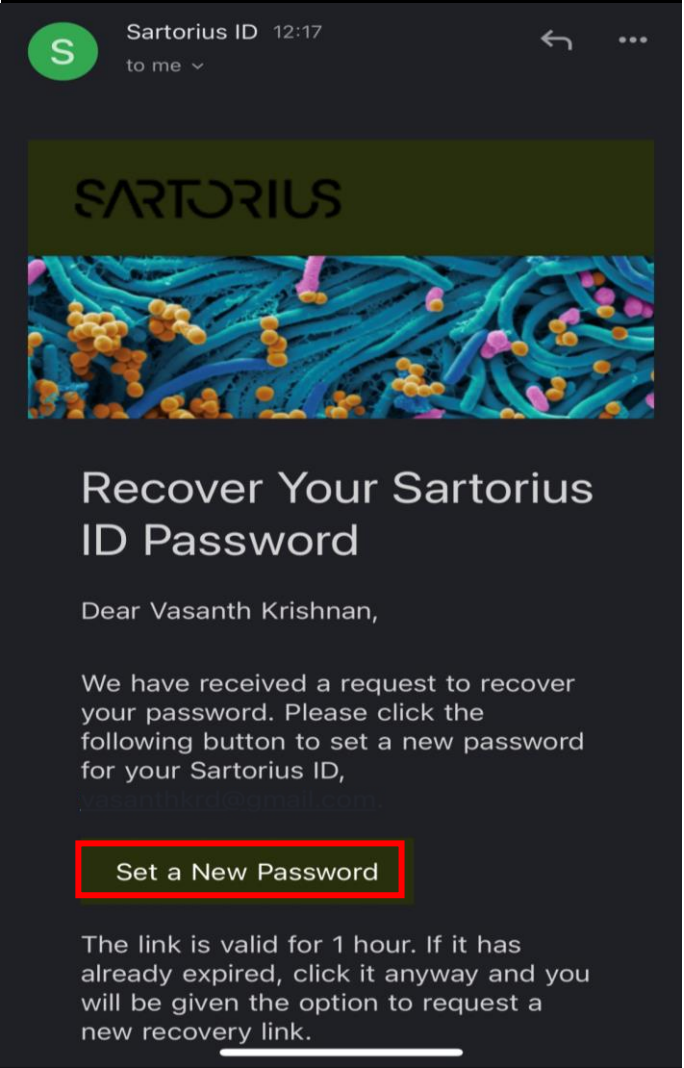 S
Sartorius ID 12:17
to me
SARTORIUS
Recover Your Sartorius
ID Password
Dear Vasanth Krishnan,
We have received a request to recover
your password. Please click the
following button to set a new password
for your Sartorius ID,
vasanthkrd@gmail.com.
Set a New Password
The link is valid for 1 hour. If it has
already expired, click it anyway and you
will be given the option to request a
new recovery link.